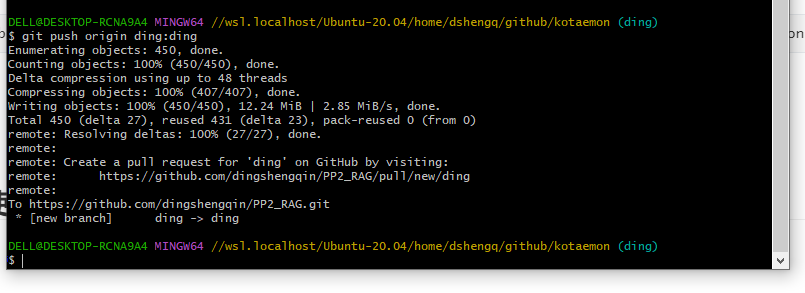 DELL@DESKTOP-RCNA9A4 MINGW64 //wsl.localhost/Ubuntu-20.04/home/dshengq/github/kotaemon (ding)
$ git push origin ding:ding
Enumerating objects: 450, done.
Counting objects: 100% (450/450), done.
Delta compression using up to 48 threads
Compressing objects: 100% (407/407), done.
Writing objects: 100% (450/450), 12.24 MiB | 2.85 MiB/s, done.
Total 450 (delta 27), reused 431 (delta 23), pack-reused 0 (from 0)
remote: Resolving deltas: 100% (27/27), done.
remote:
remote: Create a pull request for 'ding' on GitHub by visiting:
remote:      https://github.com/dingshengqin/PP2_RAG/pull/new/ding
remote:
To https://github.com/dingshengqin/PP2_RAG.git
 * [new branch]      ding -> ding
DELL@DESKTOP-RCNA9A4 MINGW64 //wsl.localhost/Ubuntu-20.04/home/dshengq/github/kotaemon (ding)
$